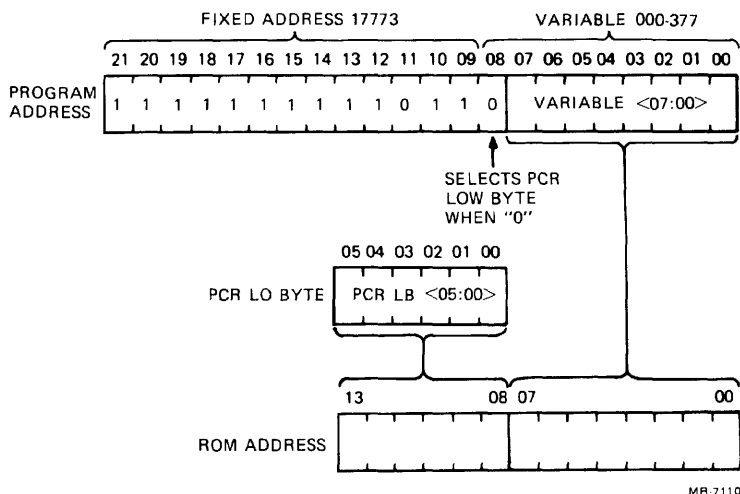 FIXED ADDRESS 17773 VARIABLE 000-377
21 20 19 18 17 16 15 14 13 12 11 10 09 08 07 06 05 04 03 02 01 00
PROGRAM
ADDRESS
1 1 1 1 1 1 1 1 1 1 0 1 1 0 VARIABLE <07:00>
SELECTS PCR
LOW BYTE
WHEN "0"
05 04 03 02 01 00
PCR LO BYTE PCR LB <05:00>
13 08 07 00
ROM ADDRESS
MR-7110